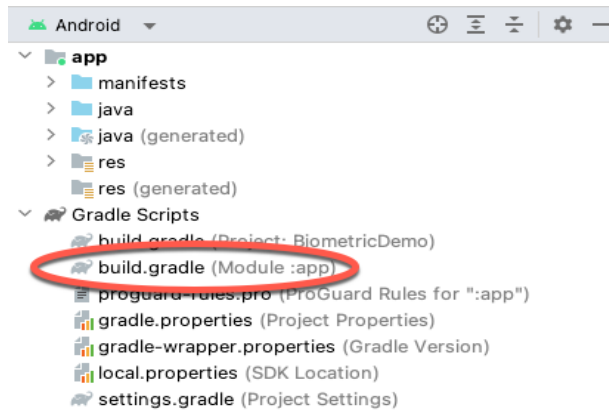 Android
app
manifests
java
java (generated)
res
res (generated)
Gradle Scripts
build.gradle (Project: BiometricDemo)
build.gradle (Module :app)
proguard-rules.pro (ProGuard Rules for ":app")
gradle.properties (Project Properties)
gradle-wrapper.properties (Gradle Version)
local.properties (SDK Location)
settings.gradle (Project Settings)